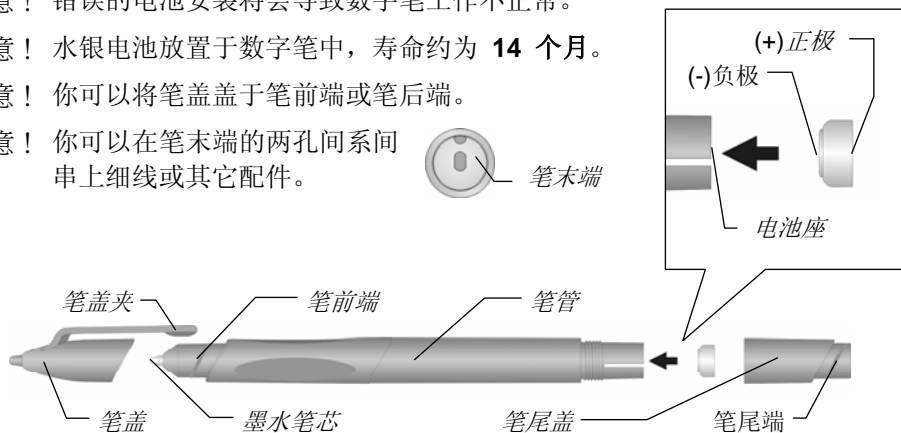 意！ 错误的电池安装将会导致数字笔工作不正常。
意！ 水银电池放置于数字笔中，寿命约为 14 个月。
意！ 你可以将笔盖盖于笔前端或笔后端。
意！ 你可以在笔末端的两孔间系间
串上细线或其它配件。
笔末端
(+)正极
(-)负极
电池座
笔盖夹
笔前端
笔管
笔盖
墨水笔芯
笔尾盖
笔尾端